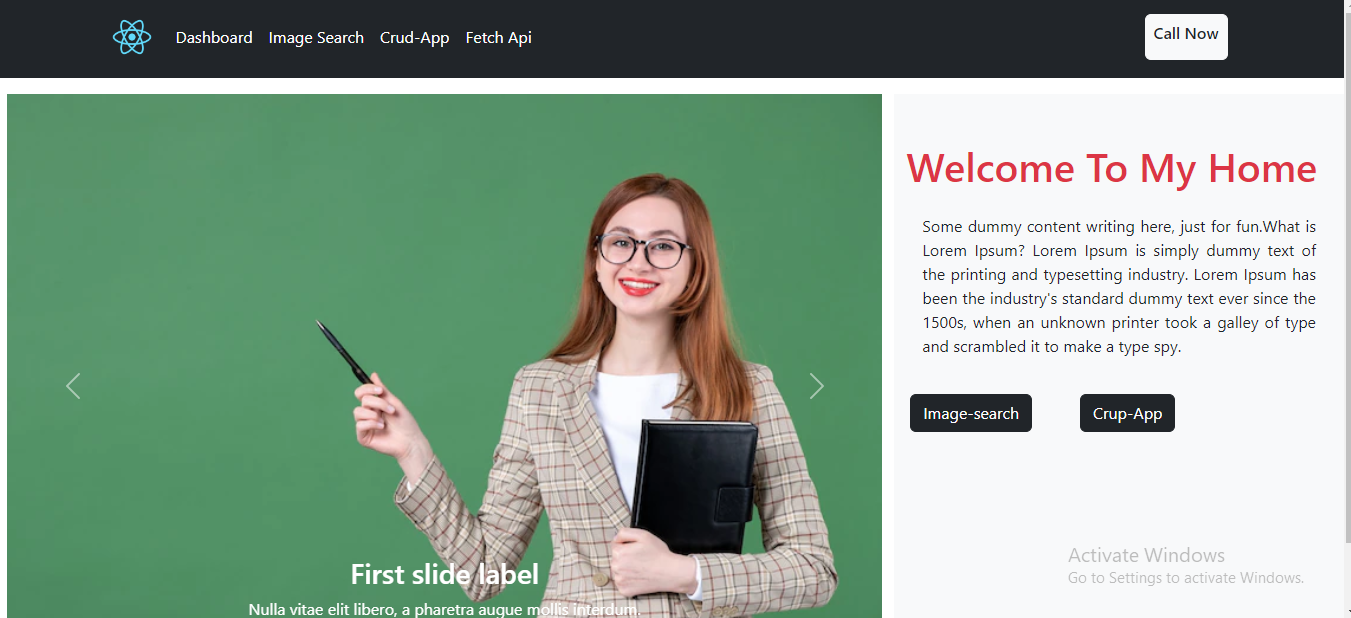 Dashboard Image Search Crud-App Fetch Api Call Now
Welcome To My Home
Some dummy content writing here, just for fun.What is
Lorem Ipsum? Lorem Ipsum is simply dummy text of
the printing and typesetting industry. Lorem Ipsum has
been the industry's standard dummy text ever since the
1500s, when an unknown printer took a galley of type
and scrambled it to make a type spy.
Image-search Crup-App
First slide label
Nulla vitae elit libero, a pharetra augue mollis interdum.
Activate Windows
Go to Settings to activate Windows.